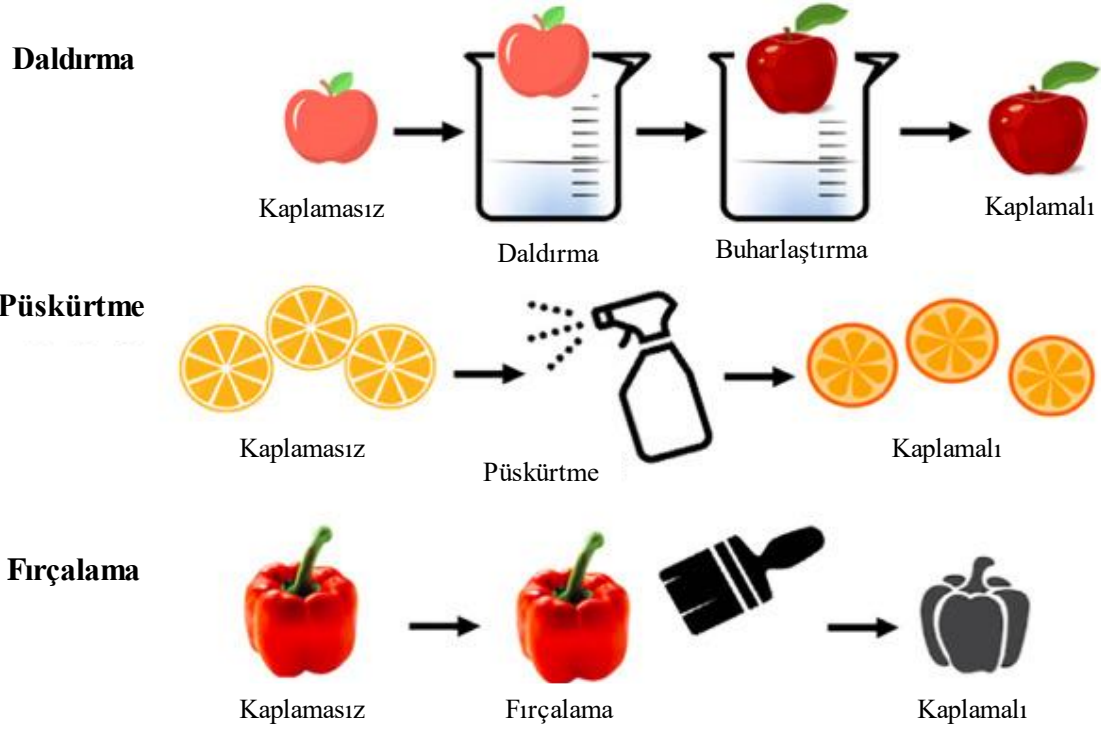 Daldırma
Kaplamasız
Daldırma
Buharlaştırma
Kaplamalı
Püskürtme
Kaplamasız
Püskürtme
Kaplamalı
Fırçalama
Kaplamasız
Fırçalama
Kaplamalı